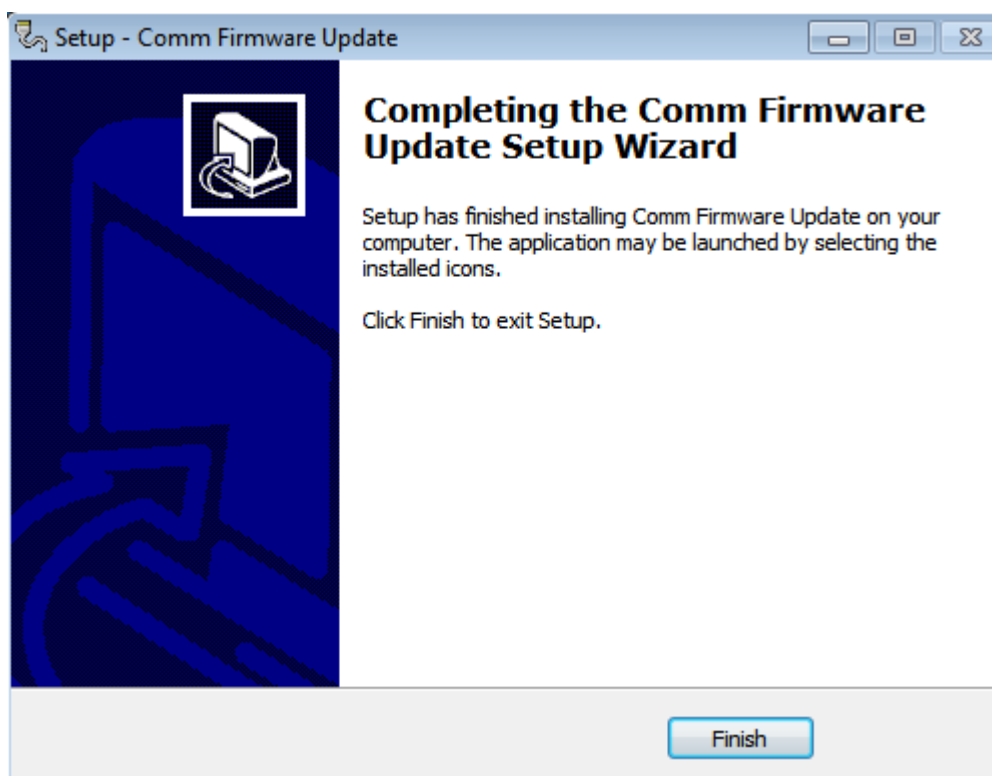 Setup - Comm Firmware Update
Completing the Comm Firmware
Update Setup Wizard
Setup has finished installing Comm Firmware Update on your
computer. The application may be launched by selecting the
installed icons.
Click Finish to exit Setup.
Finish